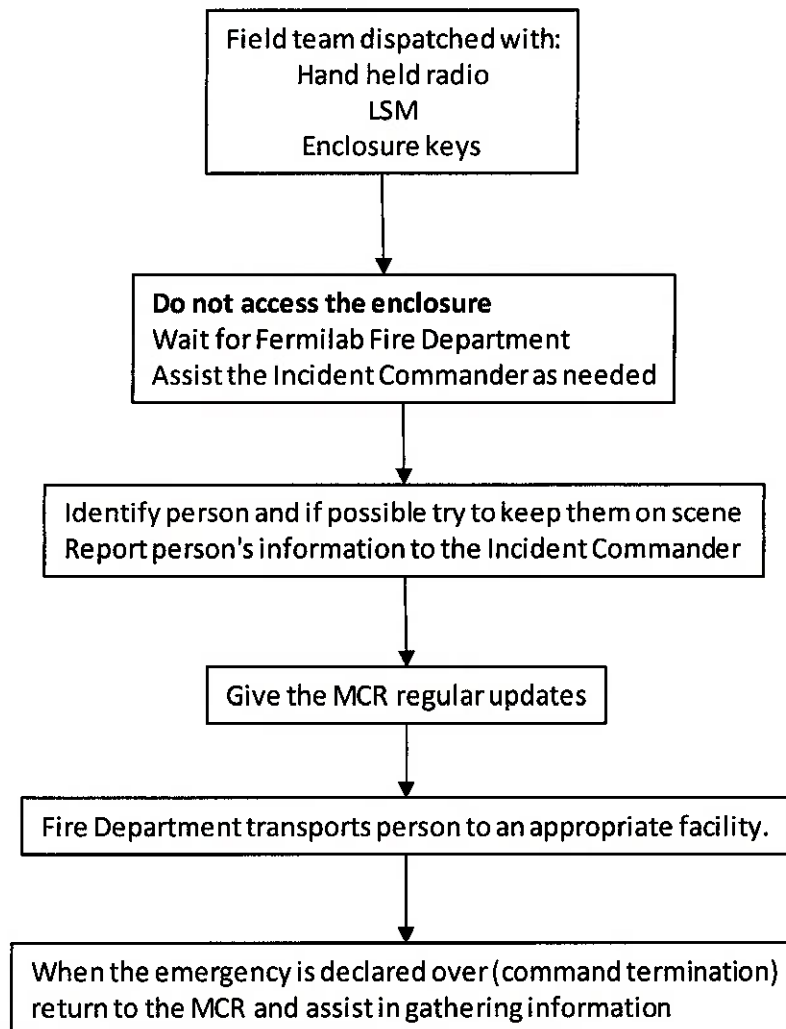 Field team dispatched with:
Hand held radio
LSM
Enclosure keys
Do not access the enclosure
Wait for Fermilab Fire Department
Assist the Incident Commander as needed
Identify person and if possible try to keep them on scene
Report person's information to the Incident Commander
Give the MCR regular updates
Fire Department transports person to an appropriate facility.
When the emergency is declared over (command termination)
return to the MCR and assist in gathering information